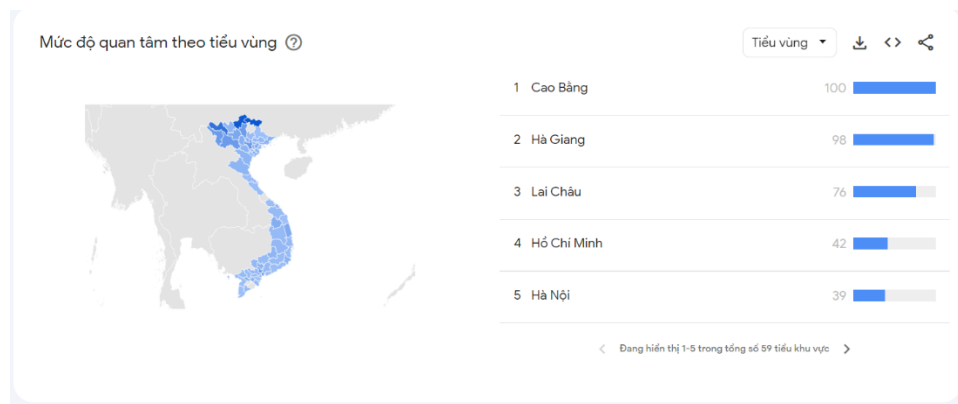 Mức độ quan tâm theo tiểu vùng
Tiểu vùng
1 Cao Bằng 100
2 Hà Giang 98
3 Lai Châu 76
4 Hồ Chí Minh 42
5 Hà Nội 39
Đang hiển thị 1-5 trong tổng số 59 tiểu khu vực